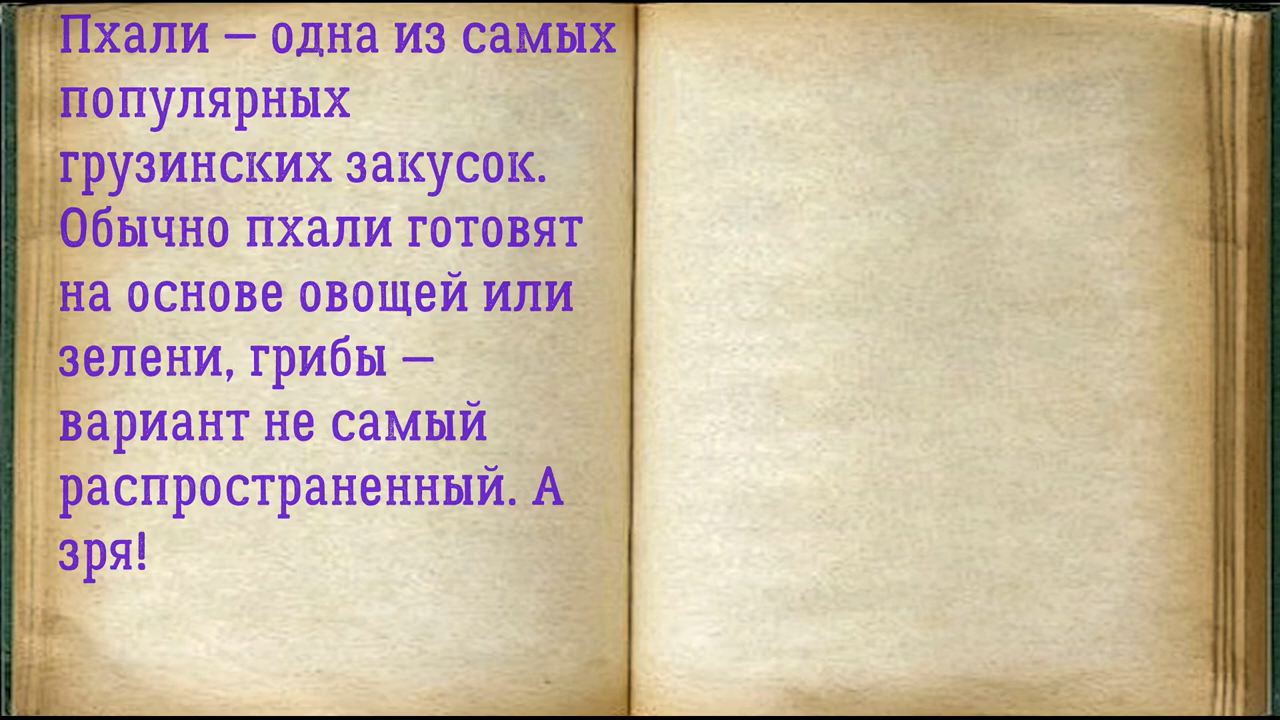 Пхали – одна из самых
популярных
грузинских закусок.
Обычно пхали готовят
на основе овощей или
зелени, грибы –
вариант не самый
распространенный. А
зря!